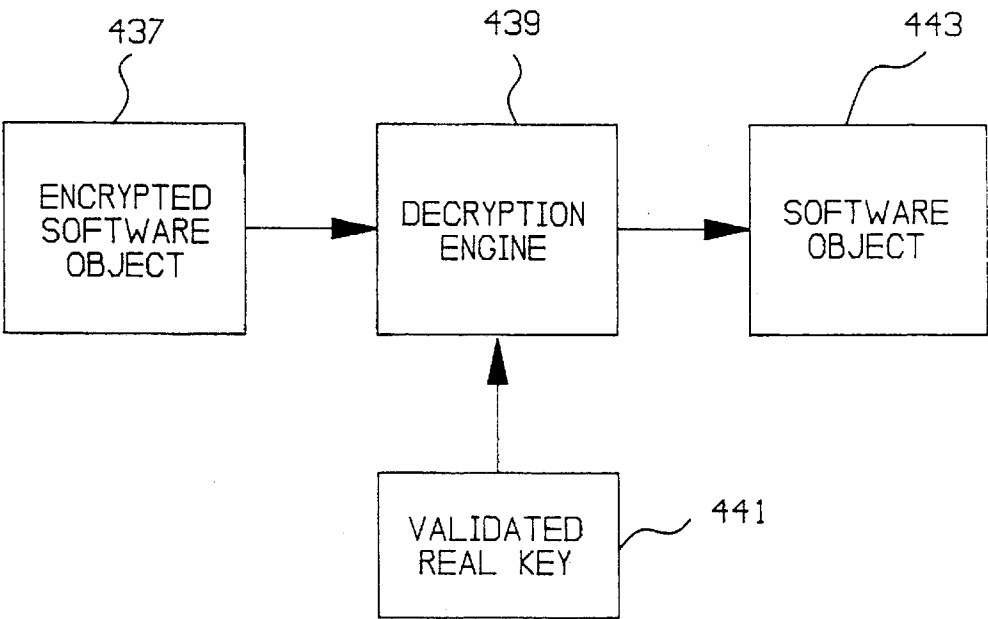 437
439
443
ENCRYPTED
SOFTWARE
OBJECT
DECRYPTION
ENGINE
SOFTWARE
OBJECT
VALIDATED
REAL KEY
441